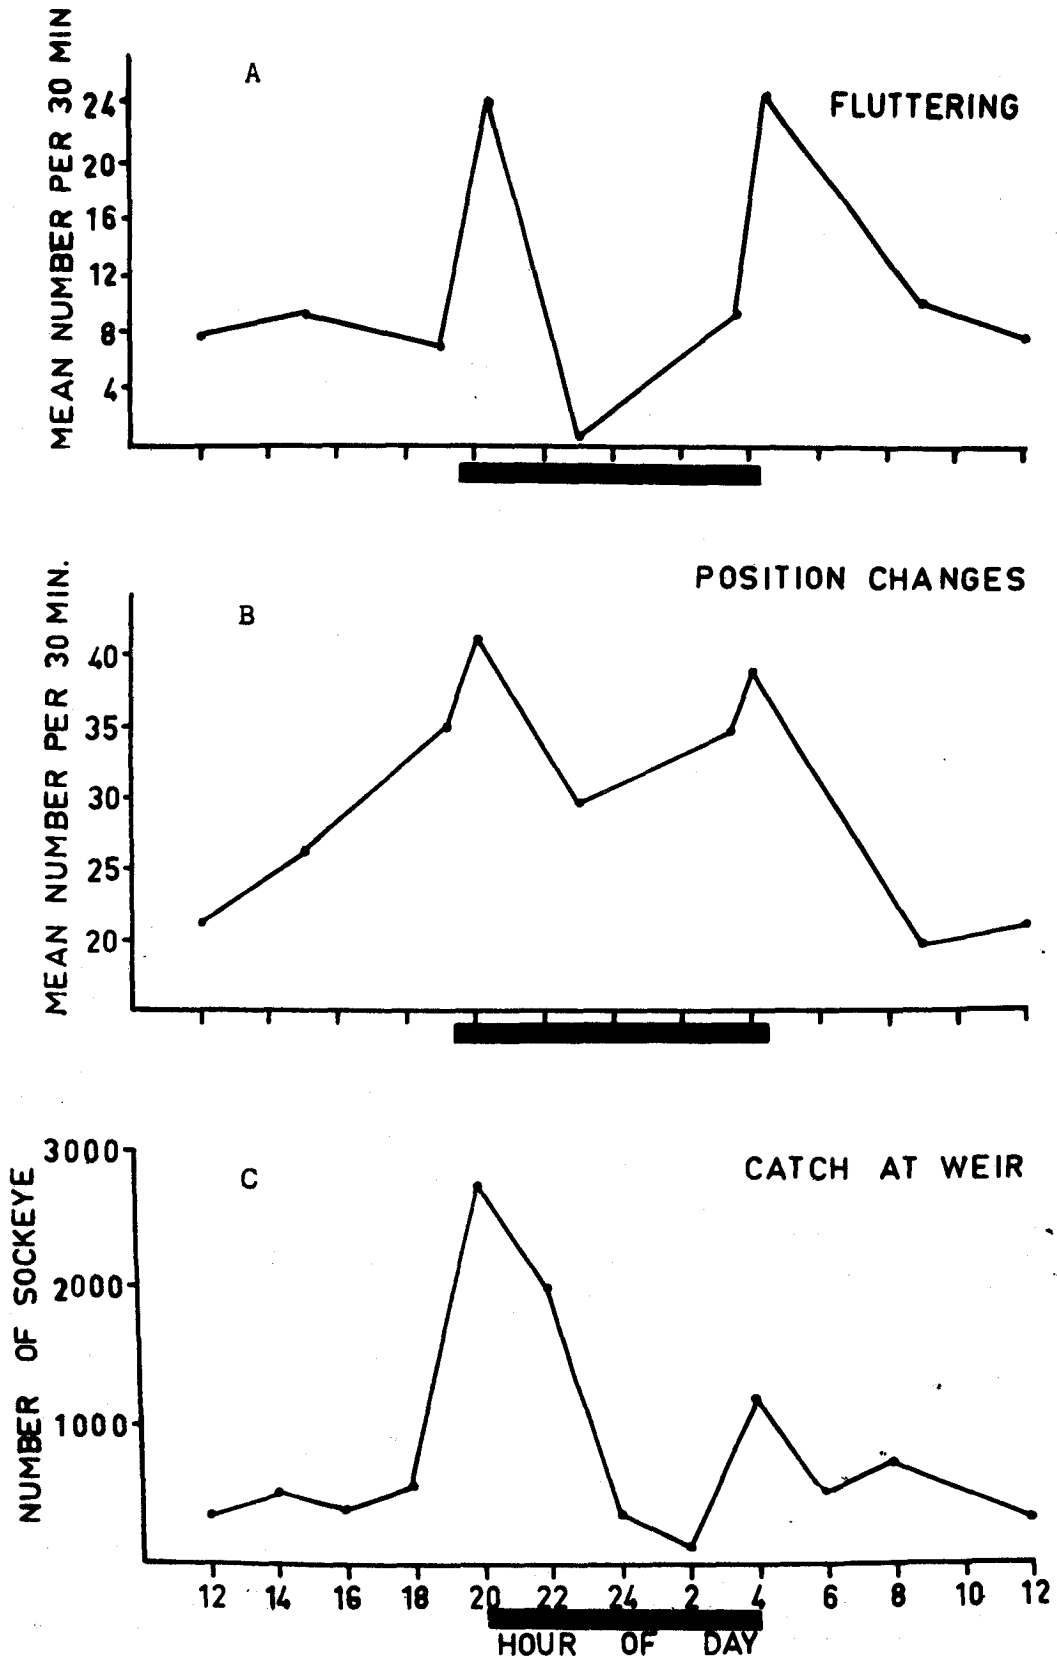 A
FLUTTERING
MEAN NUMBER PER 30 MIN
24
20
16
12
8
4
B
POSITION CHANGES
MEAN NUMBER PER 30 MIN.
40
35
30
25
20
C
CATCH AT WEIR
NUMBER OF SOCKEYE
3000
2000
1000
12 14 16 18 20 22 24 2 4 6 8 10 12
HOUR OF DAY